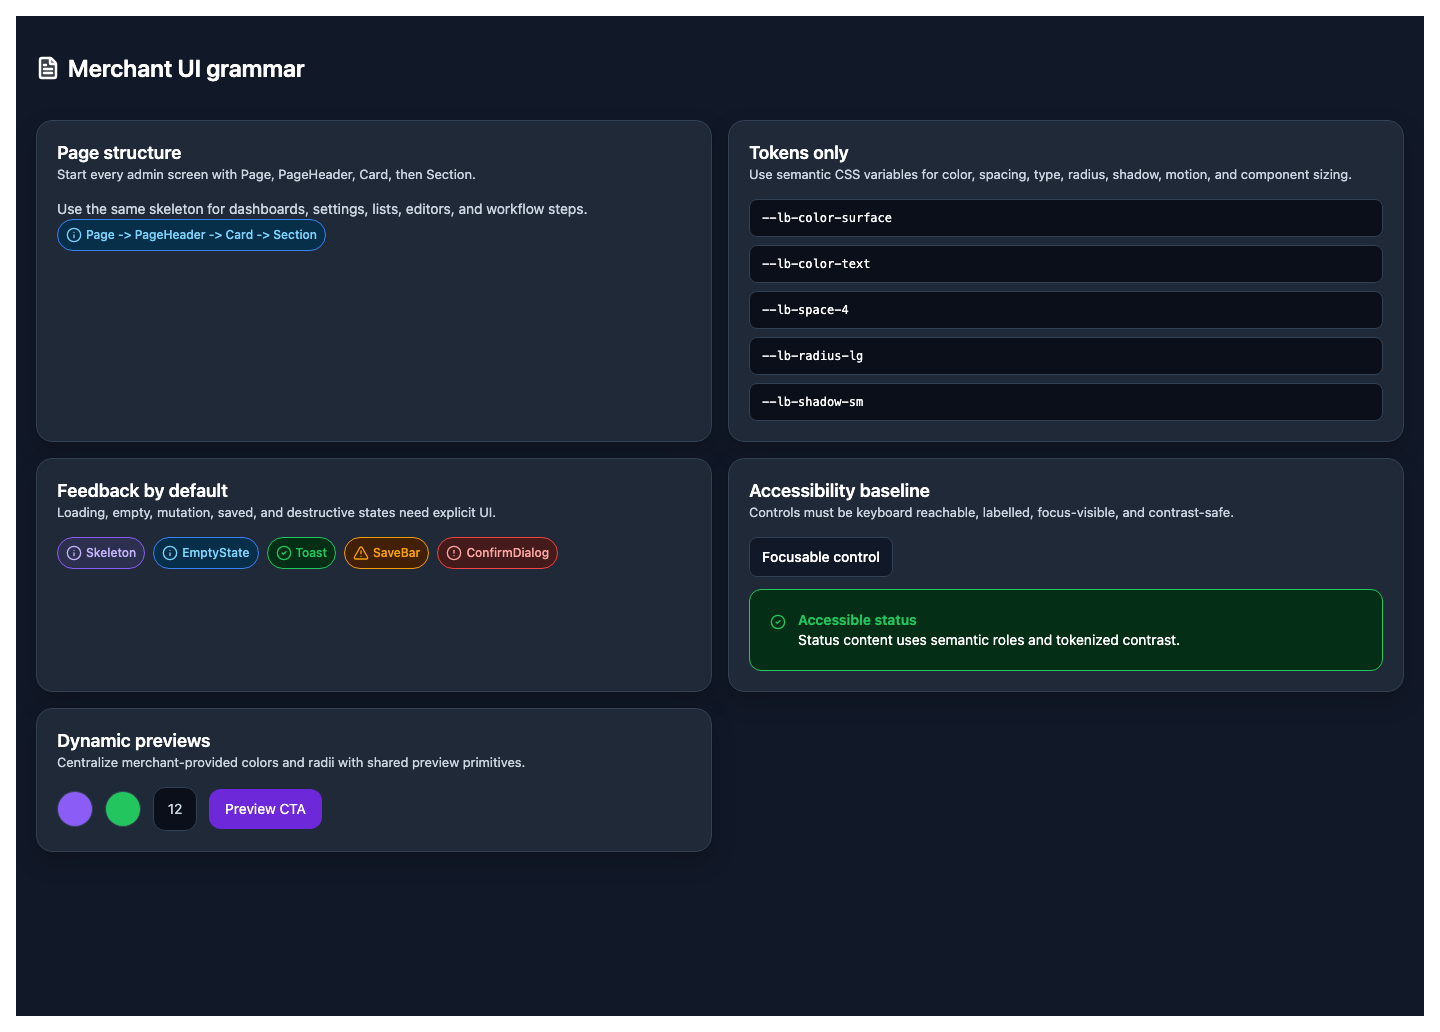 Merchant UI grammar
Page structure
Start every admin screen with Page, PageHeader, Card, then Section.
Use the same skeleton for dashboards, settings, lists, editors, and workflow steps.
Page -> PageHeader -> Card -> Section
Tokens only
Use semantic CSS variables for color, spacing, type, radius, shadow, motion, and component sizing.
--lb-color-surface
--lb-color-text
--lb-space-4
--lb-radius-lg
--lb-shadow-sm
Feedback by default
Loading, empty, mutation, saved, and destructive states need explicit UI.
Skeleton EmptyState Toast SaveBar ConfirmDialog
Accessibility baseline
Controls must be keyboard reachable, labelled, focus-visible, and contrast-safe.
Focusable control
Accessible status
Status content uses semantic roles and tokenized contrast.
Dynamic previews
Centralize merchant-provided colors and radii with shared preview primitives.
12 Preview CTA